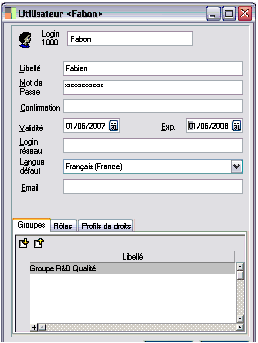 Utilisateur <Fabon>
Login 1000 Fabon
Libellé Fabien
Mot de Passe xxxxxxxxxxx
Confirmation
Validité 01/06/2007 Exp. 01/06/2008
Login réseau
Langue défaut Français (France)
Email
Groupes Rôles Profils de droits
Libellé
Groupe R&D Qualité